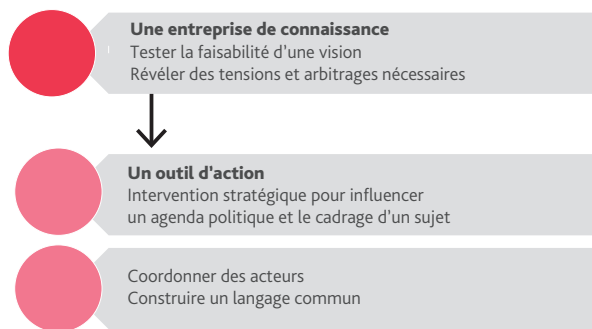 Une entreprise de connaissance
Tester la faisabilité d'une vision
Révéler des tensions et arbitrages nécessaires
Un outil d'action
Intervention stratégique pour influencer
un agenda politique et le cadrage d'un sujet
Coordonner des acteurs
Construire un langage commun